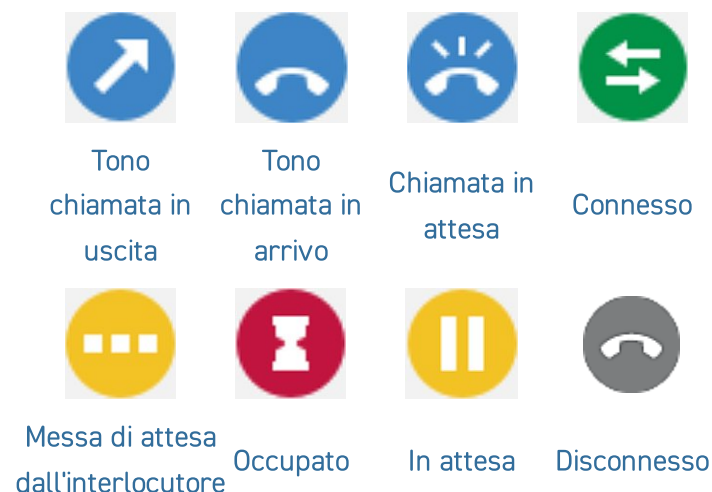 Tono
chiamata in
uscita
Tono
chiamata in
arrivo
Chiamata in
attesa
Connesso
Messa di attesa
dall'interlocutore
Occupato
In attesa
Disconnesso